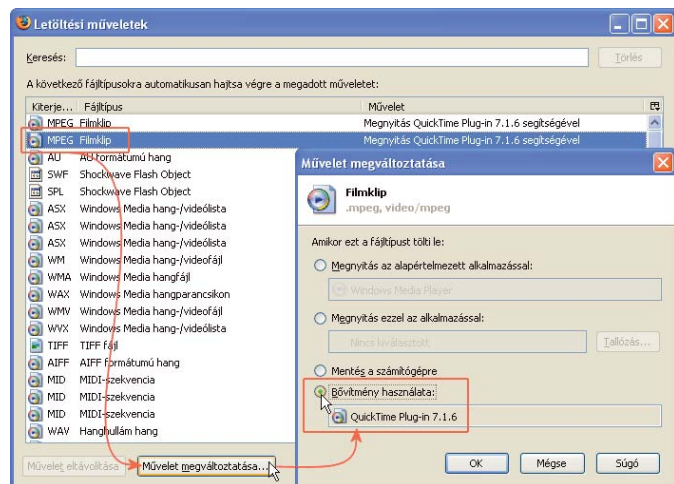 Letöltési műveletek
Keresés:
Törlés
A következő fájltípusokra automatikusan hajtsa végre a megadott műveletet:
Kiterje... Fájltípus Művelet
MPEG Filmklip Megnyitás QuickTime Plug-in 7.1.6 segítségével
MPEG Filmklip Megnyitás QuickTime Plug-in 7.1.6 segítségével
AU AU formátumú hang
SWF Shockwave Flash Object
SPL Shockwave Flash Object
ASX Windows Media hang-/videólista
ASX Windows Media hang-/videólista
ASX Windows Media hang-/videólista
WM Windows Media hang-/videofájl
WMA Windows Media hangfájl
WAX Windows Media hangparancsikon
WMV Windows Media hang-/videofájl
WVX Windows Media hang-/videólista
TIFF TIFF fájl
AIFF AIFF formátumú hang
MID MIDI-szekvencia
MID MIDI-szekvencia
MID MIDI-szekvencia
WAV Hanghullám hang
Művelet eltávolítása
Művelet megváltoztatása...
Művelet megváltoztatása
Filmklip
.mpeg, video/mpeg
Amikor ezt a fájltípust tölti le:
Megnyitás az alapértelmezett alkalmazással:
Windows Media Player
Megnyitás ezzel az alkalmazással:
Nincs kiválasztott
Tallózás...
Mentés a számítógépre
Bővítmény használata:
QuickTime Plug-in 7.1.6
OK
Mégse
Súgó